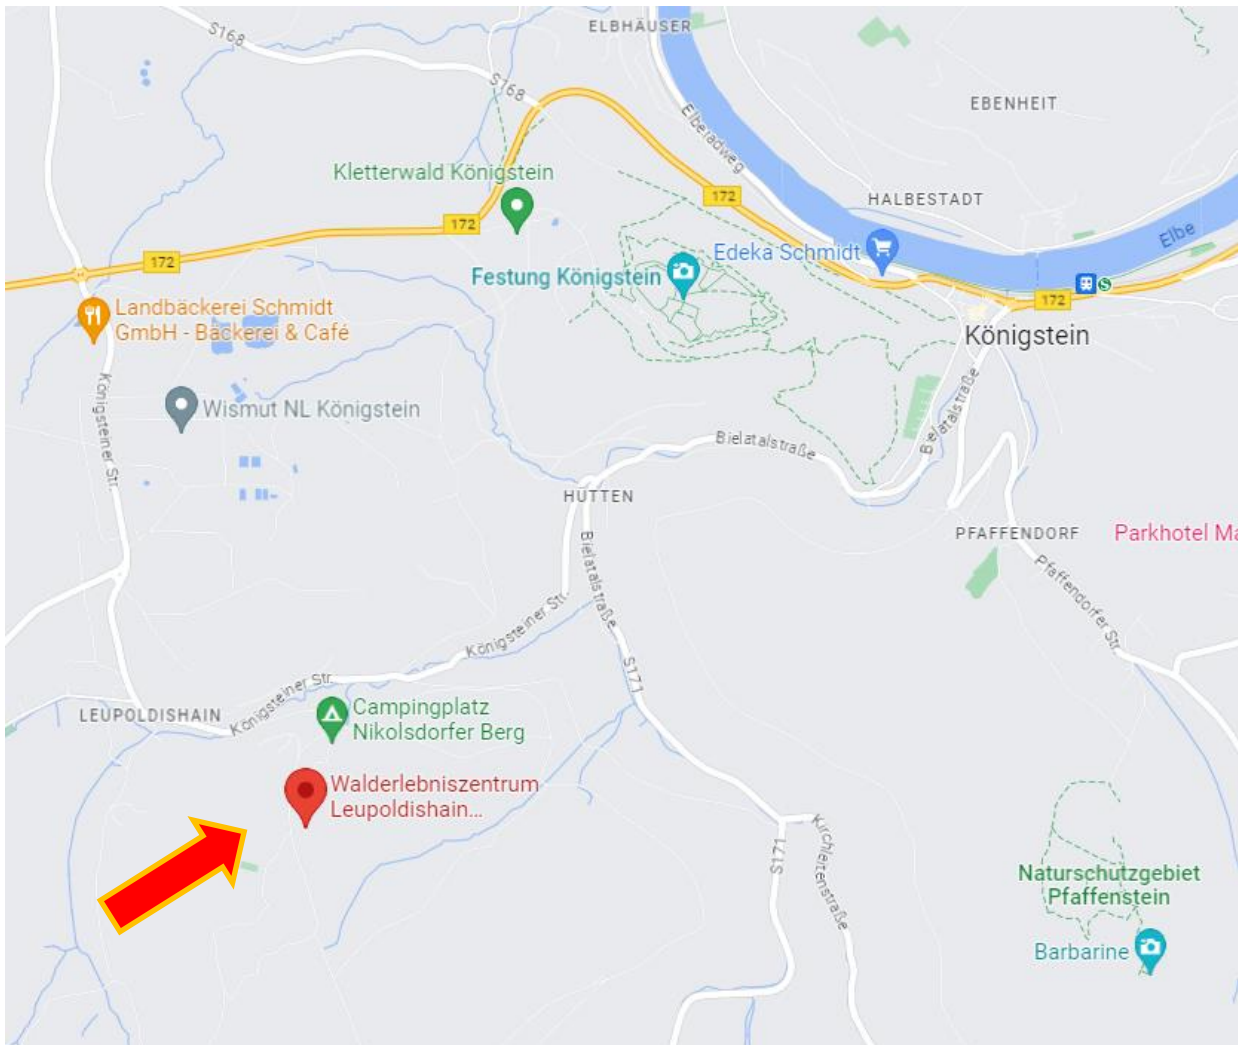 S168
ELBHÄUSER
S168
EBENHEIT
Elberadweg
Kletterwald Königstein
172
HALBESTADT
172
Elbe
172
Edeka Schmidt
Festung Königstein
S
172
Landbäckerei Schmidt
GmbH - Bäckerei & Café
Königstein
Königsteiner Str.
Wismut NL Königstein
Bielatalstraße
Bielatalstraße
HÜTTEN
PFAFFENDORF
Parkhotel Ma
Bielatalstraße
Pfaffendorfer Str.
Königsteiner Str.
S171
Königsteiner Str.
LEUPOLDISHAIN
Campingplatz
Nikolsdorfer Berg
Walderlebniszentrum
Leupoldishain...
S171
Kirchleitenstraße
Naturschutzgebiet
Pfaffenstein
Barbarine